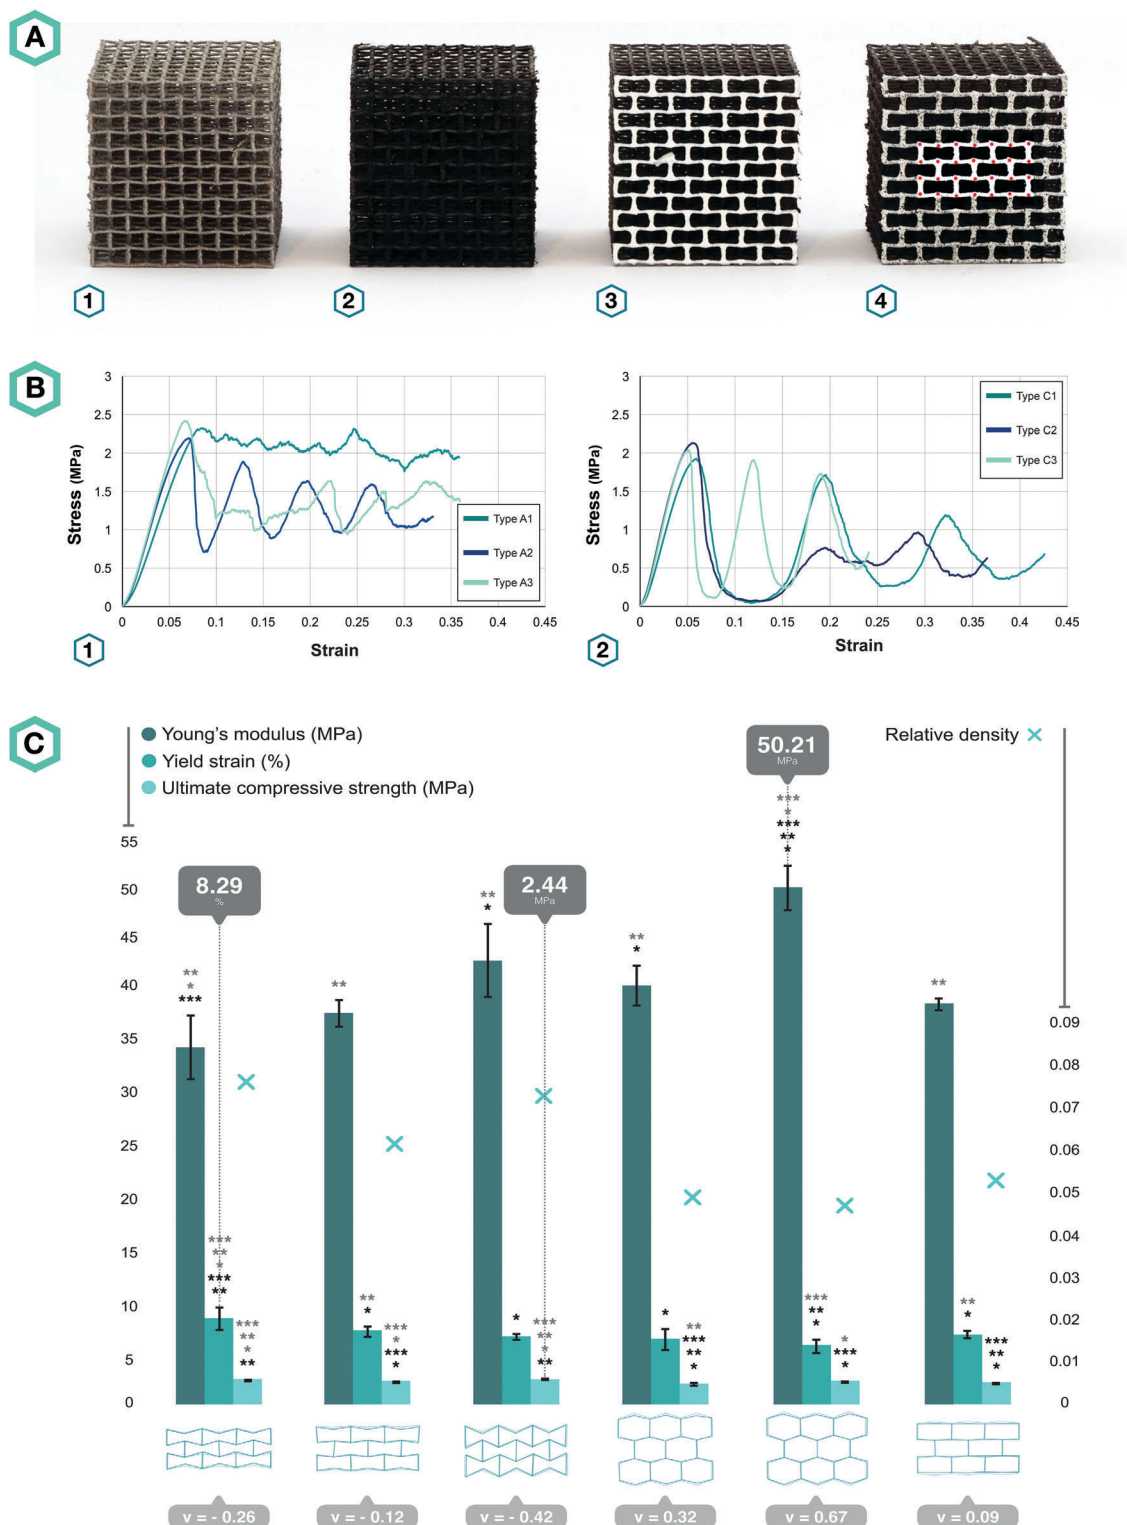 A
1
2
3
4
B
3
2.5
2
1.5
1
0.5
0
Stress (MPa)
0 0.05 0.1 0.15 0.2 0.25 0.3 0.35 0.4 0.45
Strain
Type A1
Type A2
Type A3
1
3
2.5
2
1.5
1
0.5
0
Stress (MPa)
0 0.05 0.1 0.15 0.2 0.25 0.3 0.35 0.4 0.45
Strain
Type C1
Type C2
Type C3
2
C
Young's modulus (MPa)
Yield strain (%)
Ultimate compressive strength (MPa)
Relative density
50.21
MPa
8.29
%
2.44
MPa
55
50
45
40
35
30
25
20
15
10
5
0
0.09
0.08
0.07
0.06
0.05
0.04
0.03
0.02
0.01
0
v = - 0.26
v = - 0.12
v = - 0.42
v = 0.32
v = 0.67
v = 0.09